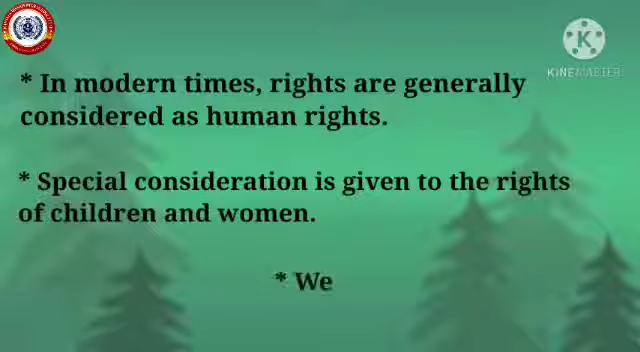 KINEMASTER
* In modern times, rights are generally
considered as human rights.
* Special consideration is given to the rights
of children and women.
* We